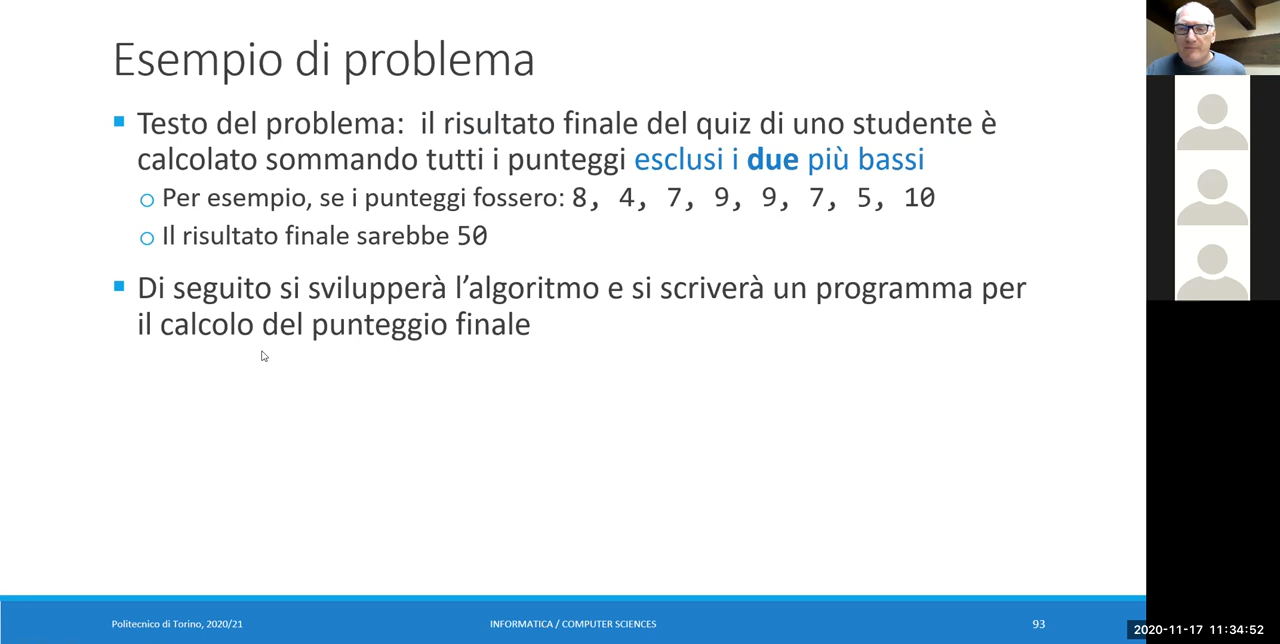 Esempio di problema
Testo del problema: il risultato finale del quiz di uno studente è
calcolato sommando tutti i punteggi esclusi i due più bassi
Per esempio, se i punteggi fossero: 8, 4, 7, 9, 9, 7, 5, 10
Il risultato finale sarebbe 50
Di seguito si svilupperà l’algoritmo e si scriverà un programma per
il calcolo del punteggio finale
Politecnico di Torino, 2020/21
INFORMATICA / COMPUTER SCIENCES
93
2020-11-17 11:34:52